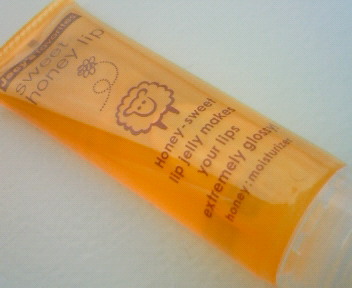 sweet
honey lip
Honey-sweet
lip jelly makes
your lips
extremely glossy!
honey:moisturizer